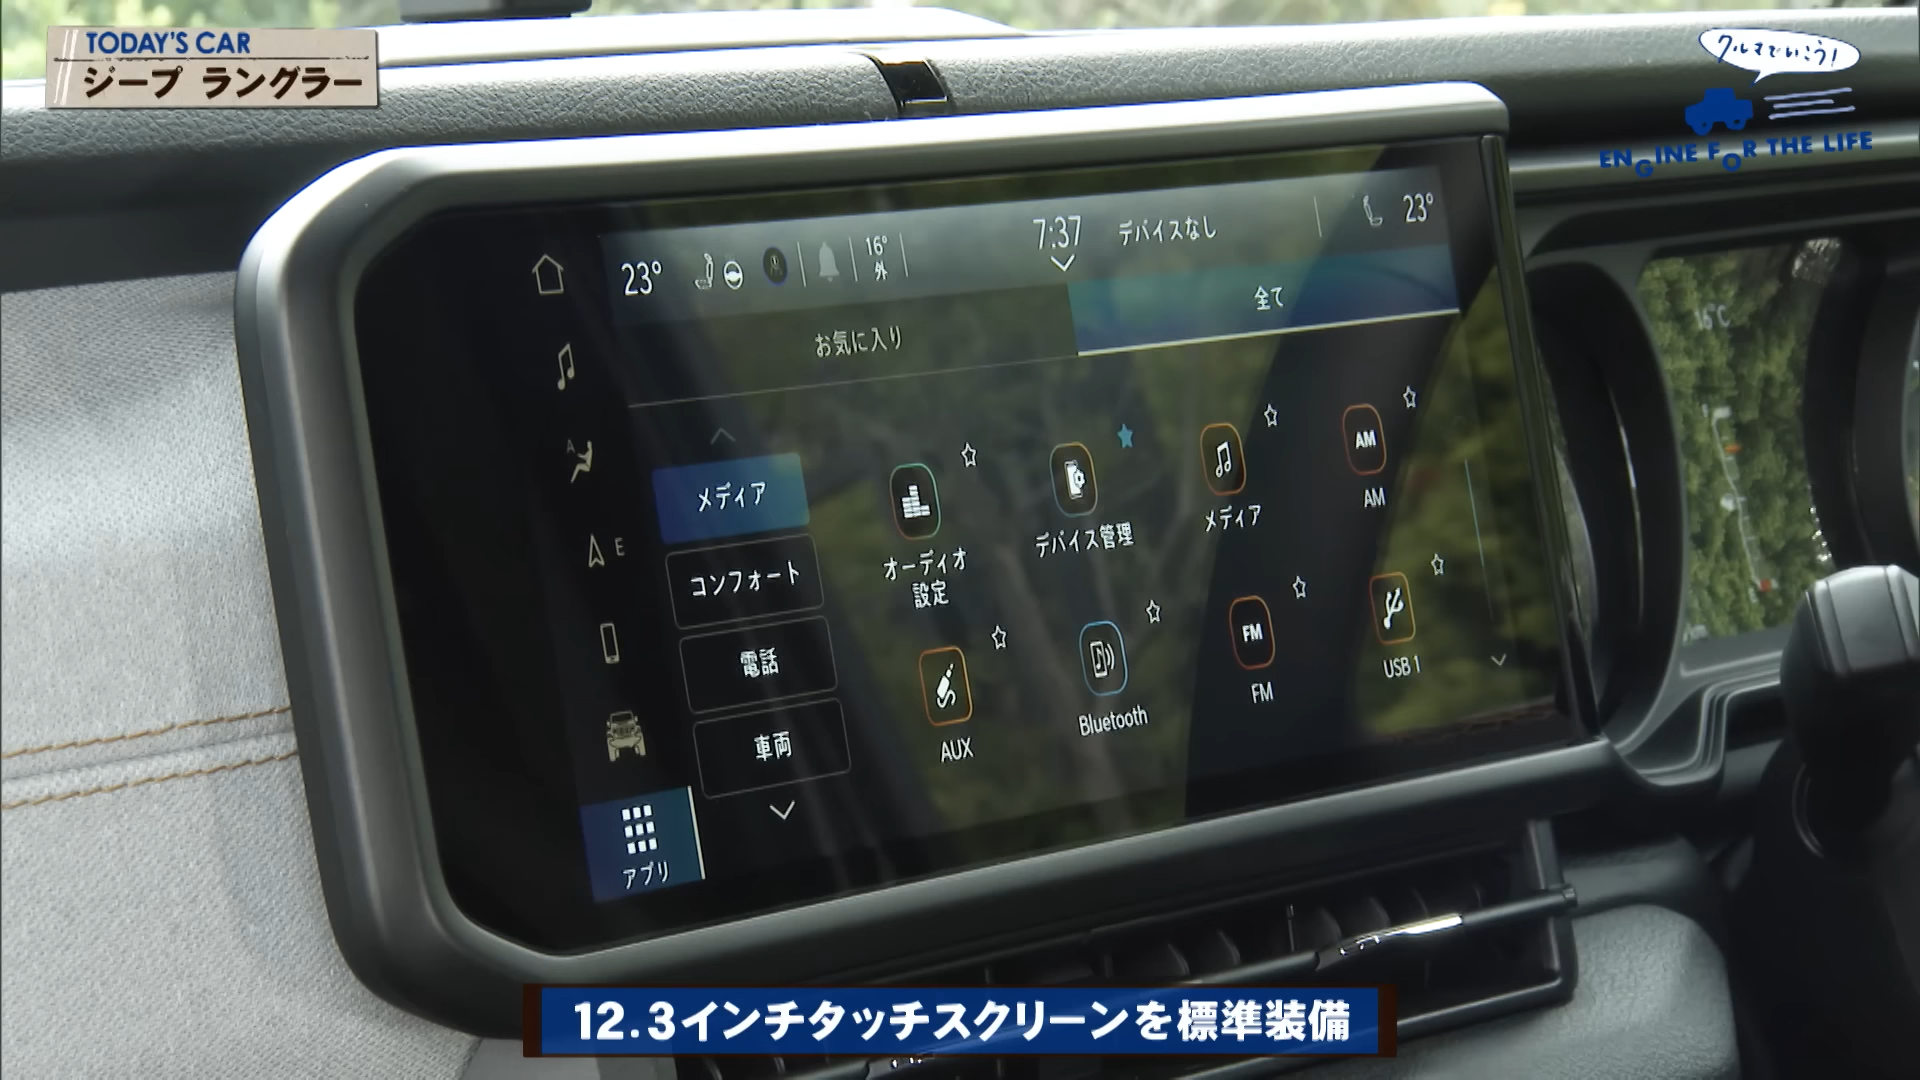 TODAY'S CAR
ジープ ラングラー
クルマでいこう!
ENGINE FOR THE LIFE
23° 16° 外 7:37 デバイスなし 23°
お気に入り 全て
A
E
アプリ
メディア
コンフォート
電話
車両
オーディオ
設定
デバイス管理
メディア
AM
AM
AUX
Bluetooth
FM
FM
USB 1
16°C
12.3インチタッチスクリーンを標準装備